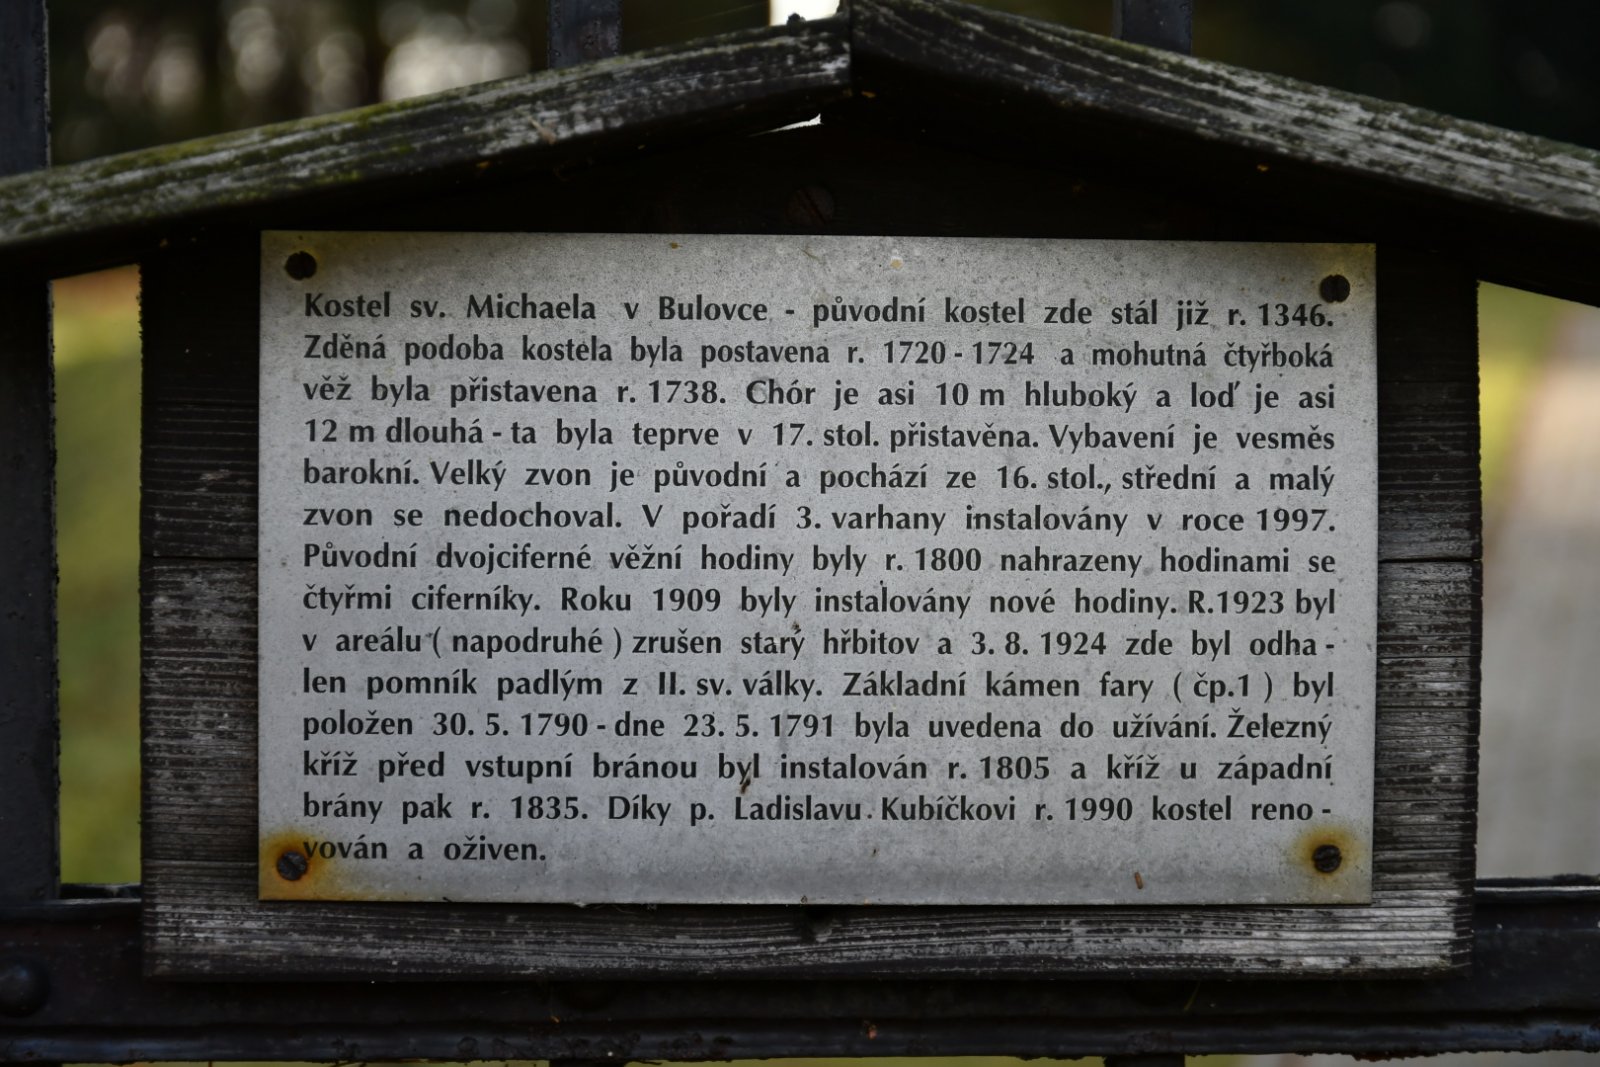 Kostel sv. Michaela v Bulovce - původní kostel zde stál již r. 1346.
Zděná podoba kostela byla postavena r. 1720 - 1724 a mohutná čtyřboká
věž byla přistavena r. 1738. Chór je asi 10 m hluboký a loď je asi
12 m dlouhá - ta byla teprve v 17. stol. přistavěna. Vybavení je vesměs
barokní. Velký zvon je původní a pochází ze 16. stol., střední a malý
zvon se nedochoval. V pořadí 3. varhany instalovány v roce 1997.
Původní dvojciferné věžní hodiny byly r. 1800 nahrazeny hodinami se
čtyřmi ciferníky. Roku 1909 byly instalovány nové hodiny. R.1923 byl
v areálu ( napodruhé ) zrušen starý hřbitov a 3. 8. 1924 zde byl odha -
len pomník padlým z II. sv. války. Základní kámen fary ( čp.1 ) byl
položen 30. 5. 1790 - dne 23. 5. 1791 byla uvedena do užívání. Železný
kříž před vstupní bránou byl instalován r. 1805 a kříž u západní
brány pak r. 1835. Díky p. Ladislavu Kubíčkovi r. 1990 kostel reno -
vován a oživen.